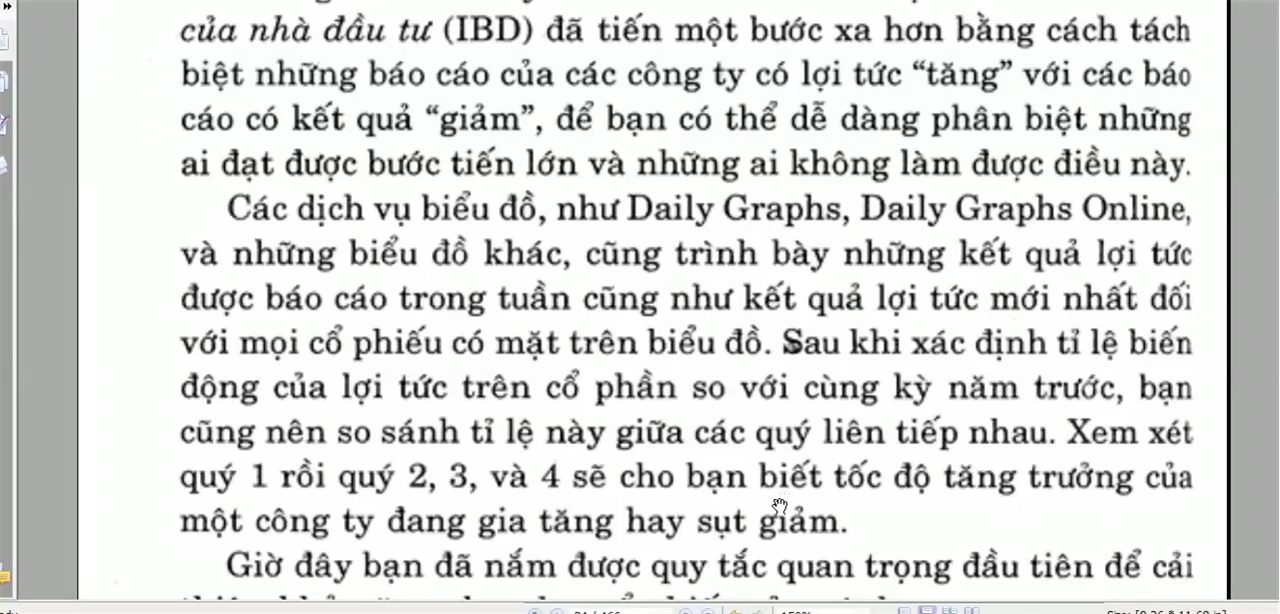 của nhà đầu tư (IBD) đã tiến một bước xa hơn bằng cách tách
biệt những báo cáo của các công ty có lợi tức “tăng” với các báo
cáo có kết quả “giảm”, để bạn có thể dễ dàng phân biệt những
ai đạt được bước tiến lớn và những ai không làm được điều này.
Các dịch vụ biểu đồ, như Daily Graphs, Daily Graphs Online,
và những biểu đồ khác, cũng trình bày những kết quả lợi tức
được báo cáo trong tuần cũng như kết quả lợi tức mới nhất đối
với mọi cổ phiếu có mặt trên biểu đồ. Sau khi xác định tỉ lệ biến
động của lợi tức trên cổ phần so với cùng kỳ năm trước, bạn
cũng nên so sánh tỉ lệ này giữa các quý liên tiếp nhau. Xem xét
quý 1 rồi quý 2, 3, và 4 sẽ cho bạn biết tốc độ tăng trưởng của
một công ty đang gia tăng hay sụt giảm.
Giờ đây bạn đã nắm được quy tắc quan trọng đầu tiên để cải